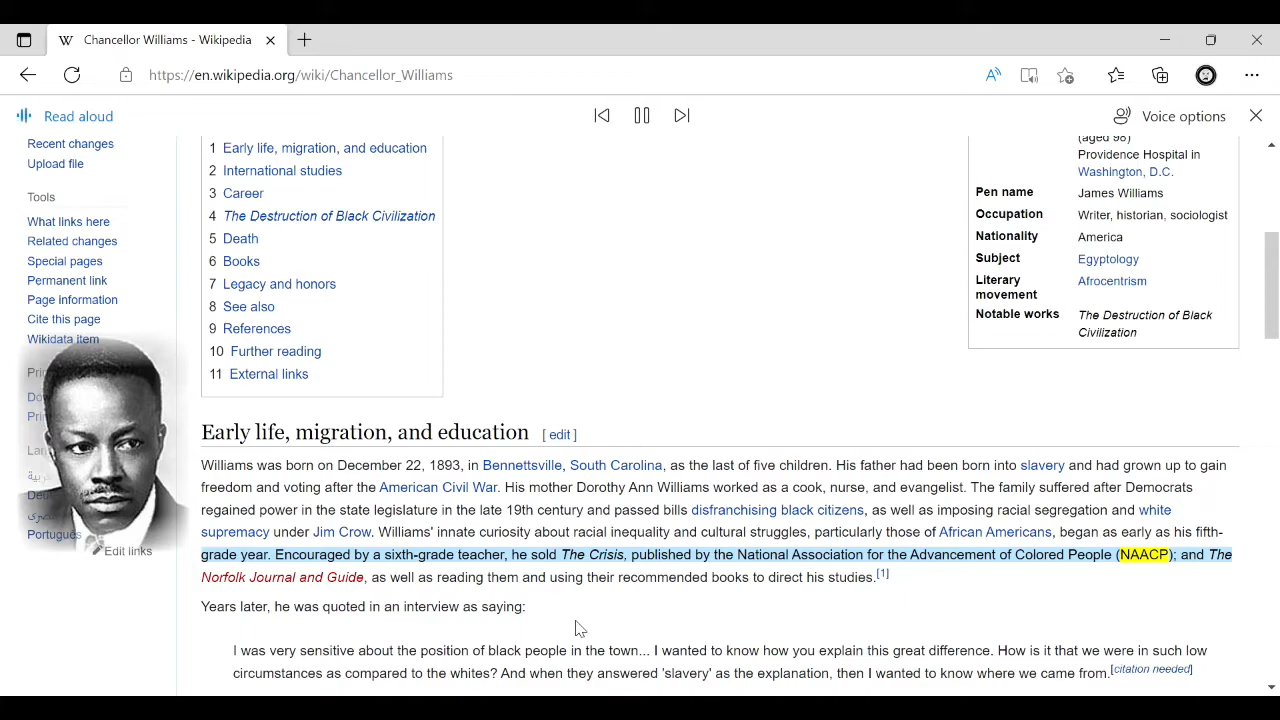 Chancellor Williams - Wikipedia
https://en.wikipedia.org/wiki/Chancellor_Williams
Read aloud
Voice options
Recent changes
Upload file
Tools
What links here
Related changes
Special pages
Permanent link
Page information
Cite this page
Wikidata item
Pri
Do
Pri
La
Deu
Portugu
Edit links
1 Early life, migration, and education
2 International studies
3 Career
4 The Destruction of Black Civilization
5 Death
6 Books
7 Legacy and honors
8 See also
9 References
10 Further reading
11 External links
(aged 98)
Providence Hospital in
Washington, D.C.
Pen name James Williams
Occupation Writer, historian, sociologist
Nationality America
Subject Egyptology
Literary Afrocentrism
movement
Notable works The Destruction of Black
Civilization
Early life, migration, and education [ edit ]
Williams was born on December 22, 1893, in Bennettsville, South Carolina, as the last of five children. His father had been born into slavery and had grown up to gain
freedom and voting after the American Civil War. His mother Dorothy Ann Williams worked as a cook, nurse, and evangelist. The family suffered after Democrats
regained power in the state legislature in the late 19th century and passed bills disfranchising black citizens, as well as imposing racial segregation and white
supremacy under Jim Crow. Williams' innate curiosity about racial inequality and cultural struggles, particularly those of African Americans, began as early as his fifth-
grade year. Encouraged by a sixth-grade teacher, he sold The Crisis, published by the National Association for the Advancement of Colored People (NAACP); and The
Norfolk Journal and Guide, as well as reading them and using their recommended books to direct his studies.[1]
Years later, he was quoted in an interview as saying:
I was very sensitive about the position of black people in the town... I wanted to know how you explain this great difference. How is it that we were in such low
circumstances as compared to the whites? And when they answered 'slavery' as the explanation, then I wanted to know where we came from.[citation needed]